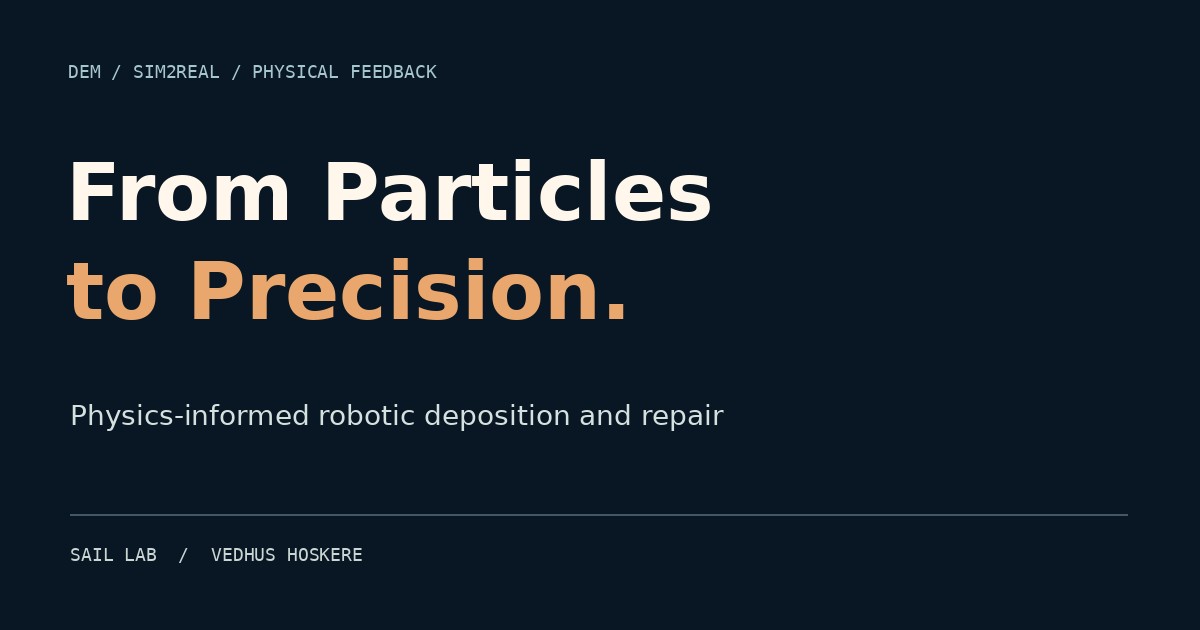 DEM / SIM2REAL / PHYSICAL FEEDBACK
From Particles
to Precision.
Physics-informed robotic deposition and repair
SAIL LAB / VEDHUS HOSKERE